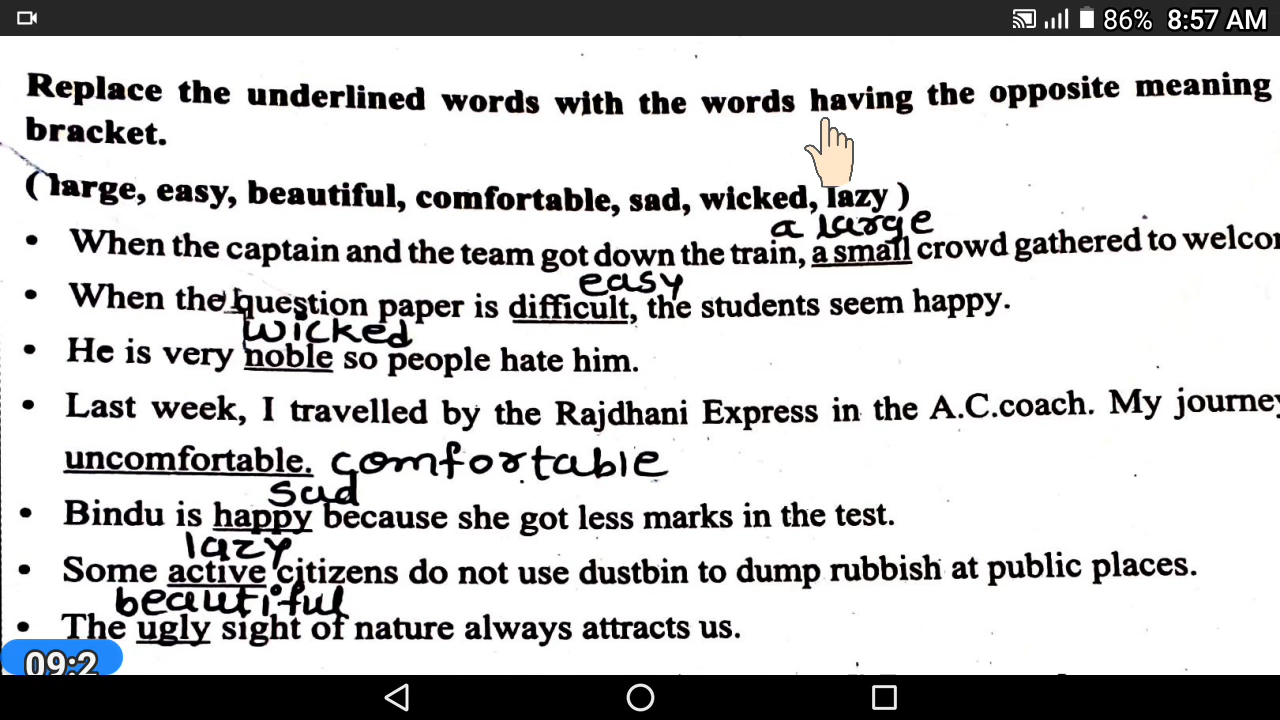 86% 8:57 AM
Replace the underlined words with the words having the opposite meaning
bracket.
(large, easy, beautiful, comfortable, sad, wicked, lazy )
a large
• When the captain and the team got down the train, a small crowd gathered to welcom
easy
• When the question paper is difficult, the students seem happy.
wicked
• He is very noble so people hate him.
• Last week, I travelled by the Rajdhani Express in the A.C.coach. My journey
uncomfortable. comfortable
sad
• Bindu is happy because she got less marks in the test.
lazy
• Some active citizens do not use dustbin to dump rubbish at public places.
beautiful
• The ugly sight of nature always attracts us.
09:2